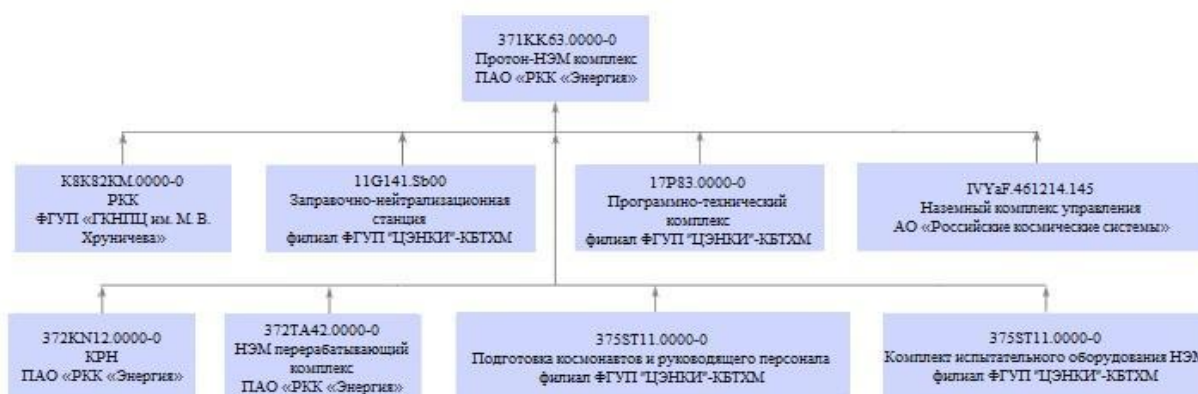 371KK63.0000-0
Протон-НЭМ комплекс
ПАО «РКК «Энергия»
K8K82KM.0000-0
РКК
ФГУП «ГКНПЦ им. М. В.
Хруничева»
11G141.Sb00
Заправочно-нейтрализационная
станция
филиал ФГУП "ЦЭНКИ"-КБТХМ
17P83.0000-0
Программно-технический
комплекс
филиал ФГУП "ЦЭНКИ"-КБТХМ
IVYaF.461214.145
Наземный комплекс управления
АО «Российские космические системы»
372KN12.0000-0
КРН
ПАО «РКК «Энергия»
372TA42.0000-0
НЭМ перерабатывающий
комплекс
ПАО «РКК «Энергия»
375ST11.0000-0
Подготовка космонавтов и руководящего персонала
филиал ФГУП "ЦЭНКИ"-КБТХМ
375ST11.0000-0
Комплект испытательного оборудования НЭМ
филиал ФГУП "ЦЭНКИ"-КБТХМ